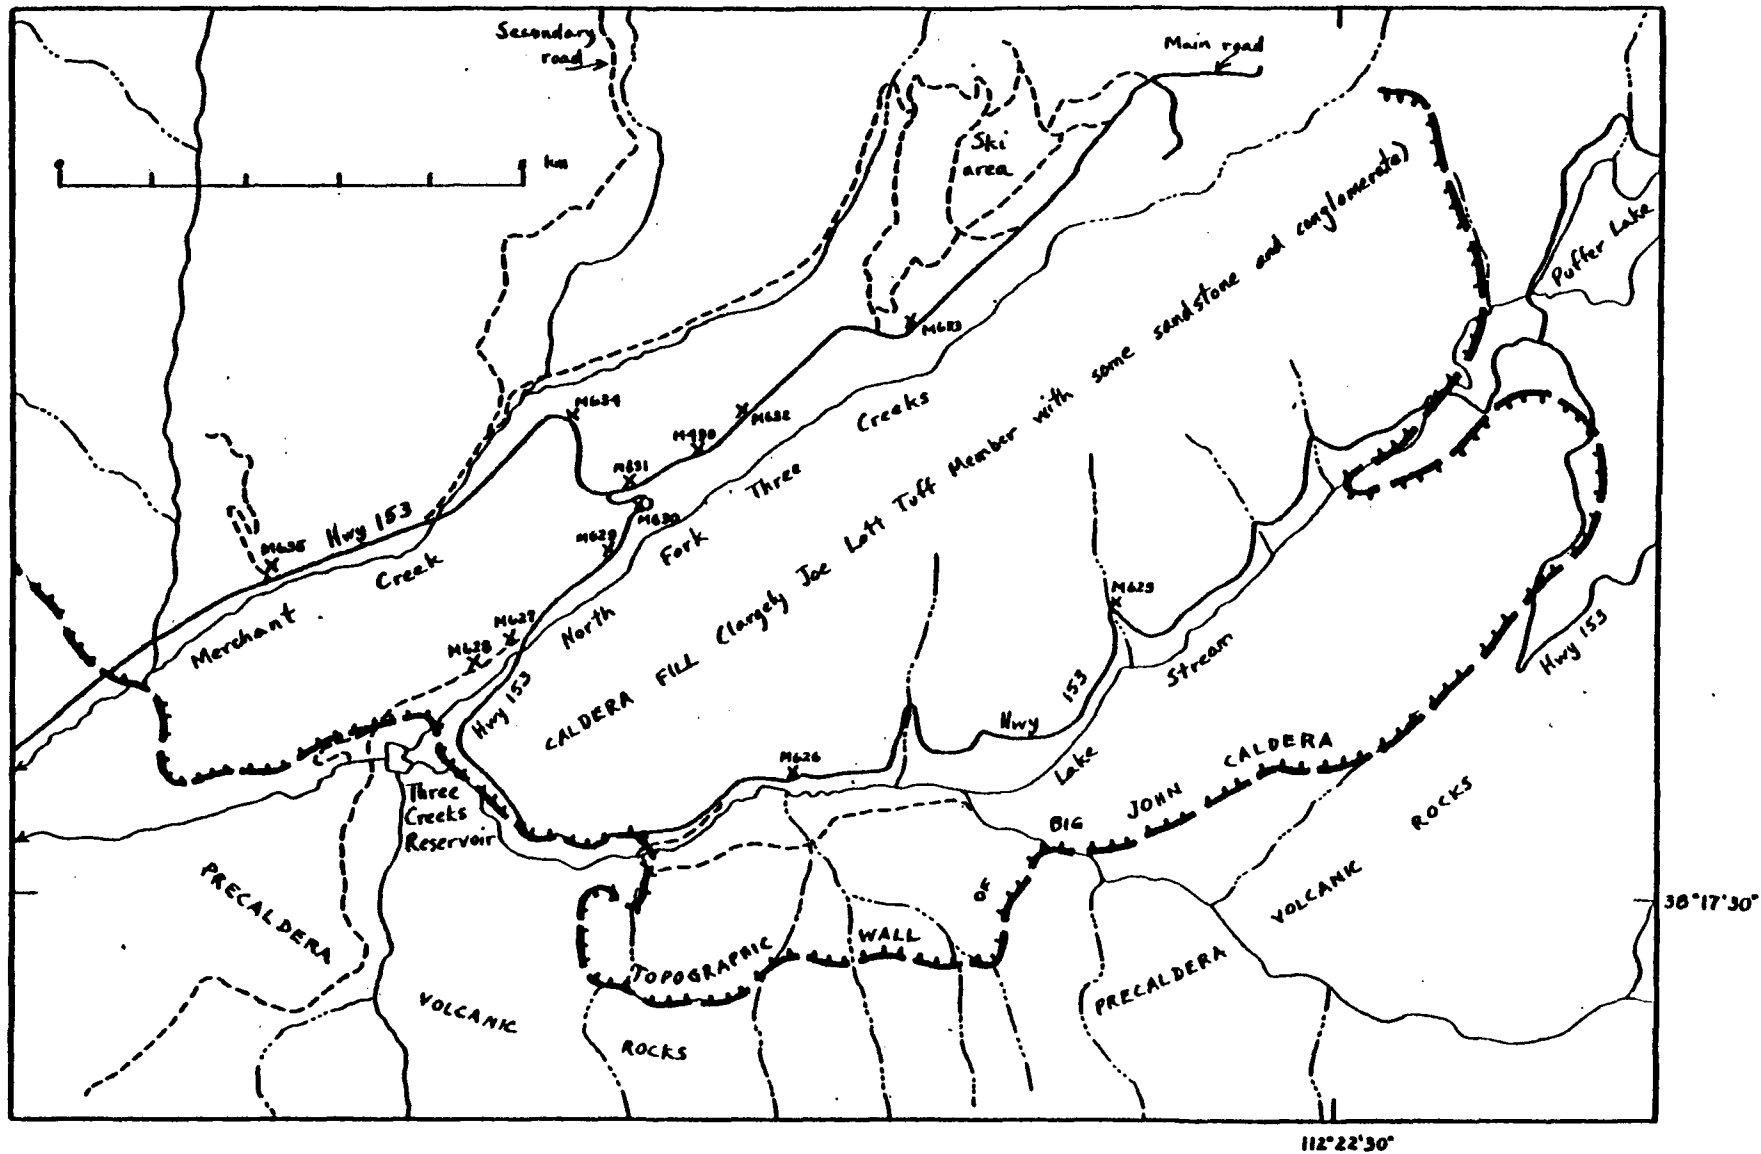 Secondary
road
Main road
km
Ski
area
Puffer Lake
M633
M634
M632
M490
M631
M630
M629
Creeks
Three
Fork
North
Hwy 153
M635
Creek
Merchant
M627
M628
Hwy 153
CALDERA FILL (largely Joe Lott Tuff Member with some sandstone and conglomerate)
M625
Stream
Lake
Hwy 153
M626
Hwy 153
Three
Creeks
Reservoir
TOPOGRAPHIC WALL OF BIG JOHN CALDERA
PRECALDERA VOLCANIC ROCKS
PRECALDERA VOLCANIC ROCKS
38°17'30"
112°22'30"